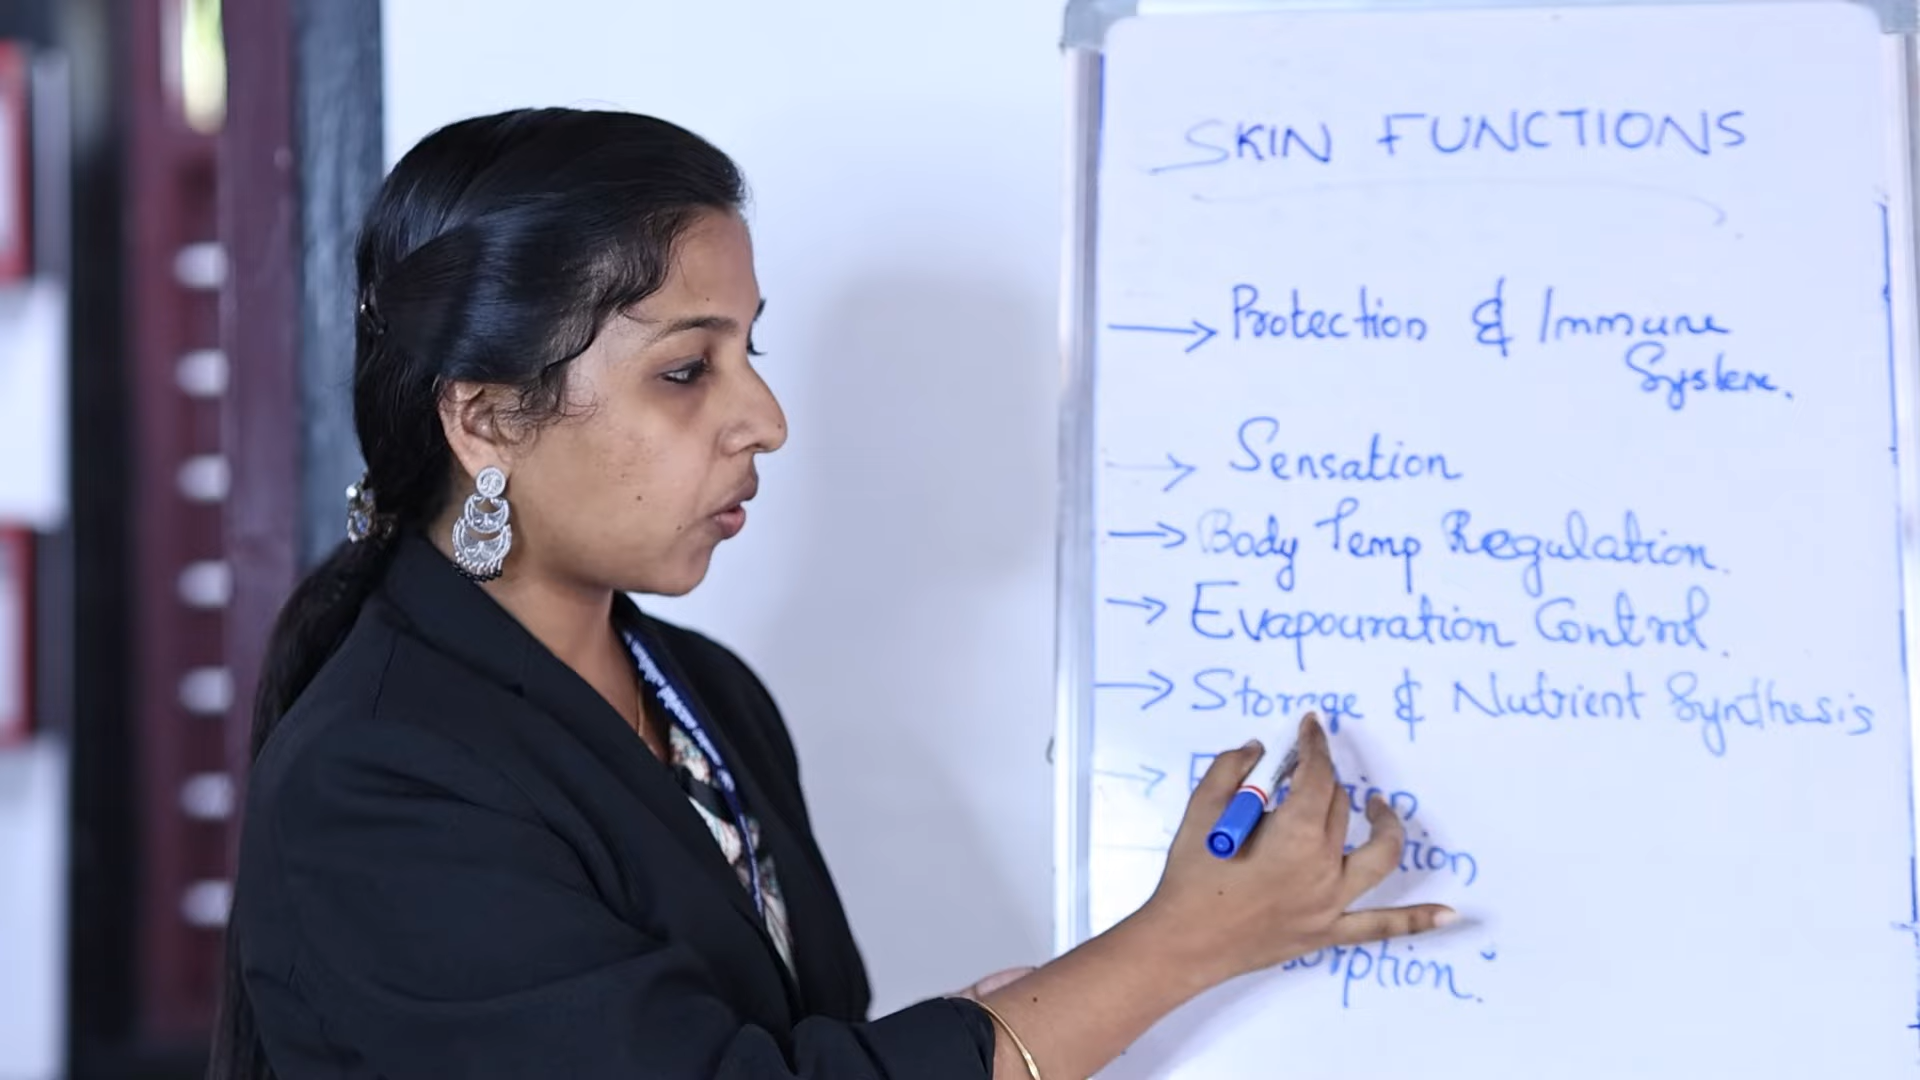 SKIN FUNCTIONS
→ Protection & Immune
System.
→ Sensation
→ Body Temp Regulation.
→ Evapouration Control.
→ Storage & Nutrient Synthesis
→